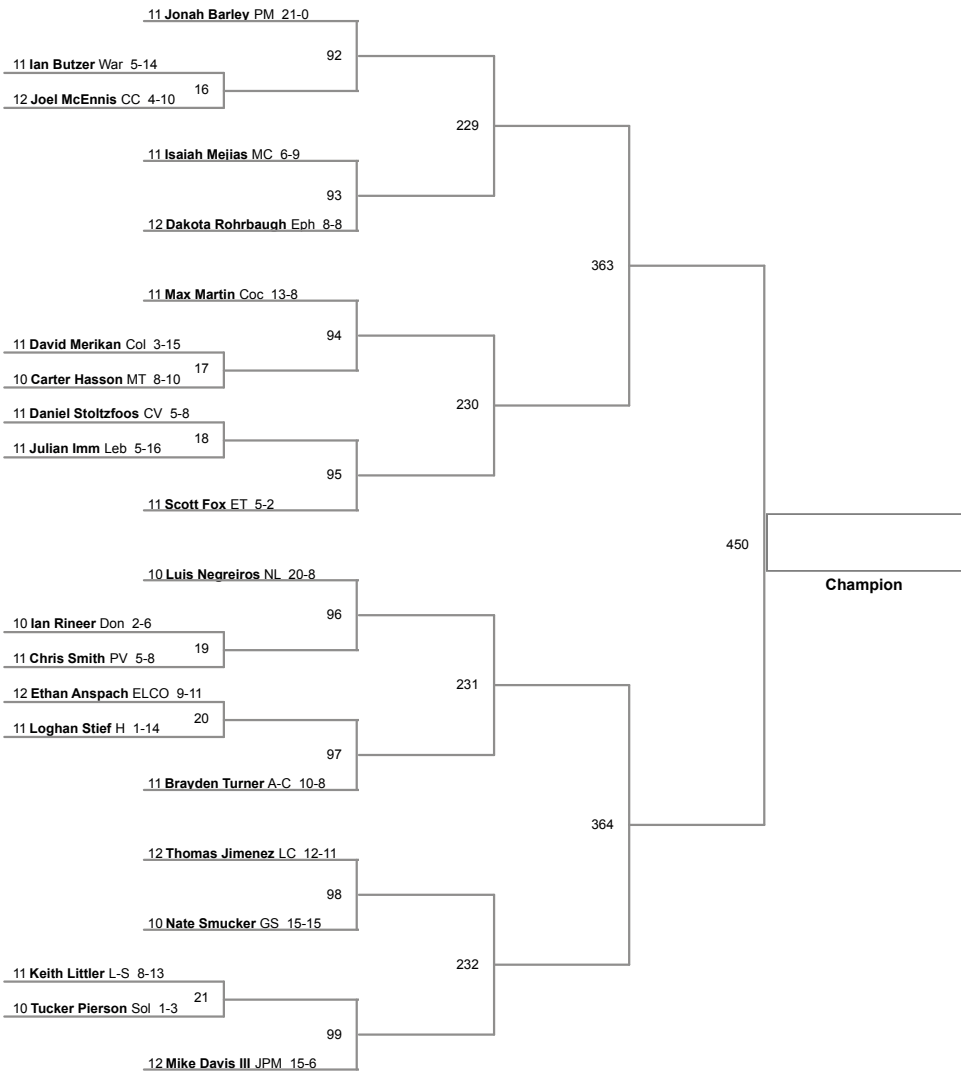 11 Jonah Barley PM 21-0
92
11 Ian Butzer War 5-14
16
12 Joel McEnnis CC 4-10
229
11 Isaiah Mejias MC 6-9
93
12 Dakota Rohrbaugh Eph 8-8
363
11 Max Martin Coc 13-8
94
11 David Merikan Col 3-15
17
10 Carter Hasson MT 8-10
230
11 Daniel Stoltzfoos CV 5-8
18
11 Julian Imm Leb 5-16
95
11 Scott Fox ET 5-2
450
Champion
10 Luis Negreiros NL 20-8
96
10 Ian Rineer Don 2-6
19
11 Chris Smith PV 5-8
231
12 Ethan Anspach ELCO 9-11
20
11 Loghan Stief H 1-14
97
11 Brayden Turner A-C 10-8
364
12 Thomas Jimenez LC 12-11
98
10 Nate Smucker GS 15-15
232
11 Keith Littler L-S 8-13
21
10 Tucker Pierson Sol 1-3
99
12 Mike Davis III JPM 15-6